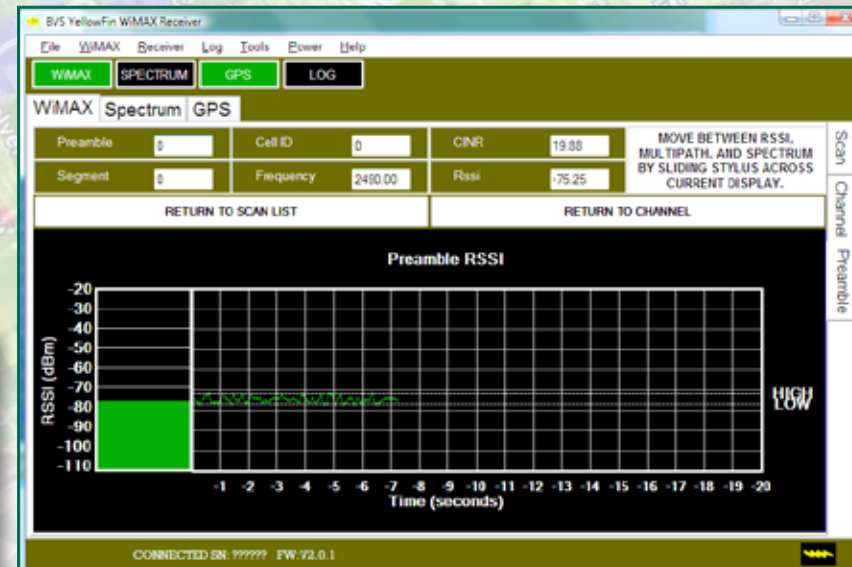 BVS YellowFin WiMAX Receiver
File WiMAX Receiver Log Tools Power Help
WiMAX SPECTRUM GPS LOG
WiMAX Spectrum GPS
Preamble 0 Cell ID 0 CINR 19.88
Segment 0 Frequency 2490.00 Rssi -75.25
MOVE BETWEEN RSSI,
MULTIPATH, AND SPECTRUM
BY SLIDING STYLUS ACROSS
CURRENT DISPLAY.
Scan
Channel
Preamble
RETURN TO SCAN LIST RETURN TO CHANNEL
Preamble RSSI
RSSI (dBm)
-20
-30
-40
-50
-60
-70
-80
-90
-100
-110
HIGH
LOW
-1 -2 -3 -4 -5 -6 -7 -8 -9 -10 -11 -12 -13 -14 -15 -16 -17 -18 -19 -20
Time (seconds)
CONNECTED SN: ?????? FW:V2.0.1